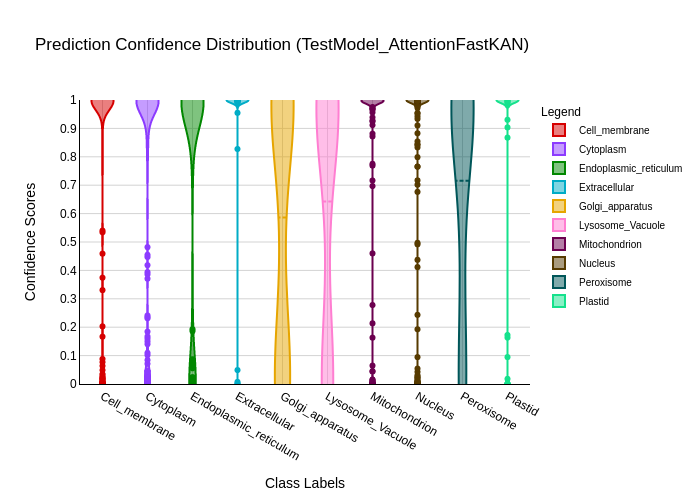 Prediction Confidence Distribution (TestModel_AttentionFastKAN)
Legend
Cell_membrane
Cytoplasm
Endoplasmic_reticulum
Extracellular
Golgi_apparatus
Lysosome_Vacuole
Mitochondrion
Nucleus
Peroxisome
Plastid
Confidence Scores
1
0.9
0.8
0.7
0.6
0.5
0.4
0.3
0.2
0.1
0
Cell_membrane
Cytoplasm
Endoplasmic_reticulum
Extracellular
Golgi_apparatus
Lysosome_Vacuole
Mitochondrion
Nucleus
Peroxisome
Plastid
Class Labels